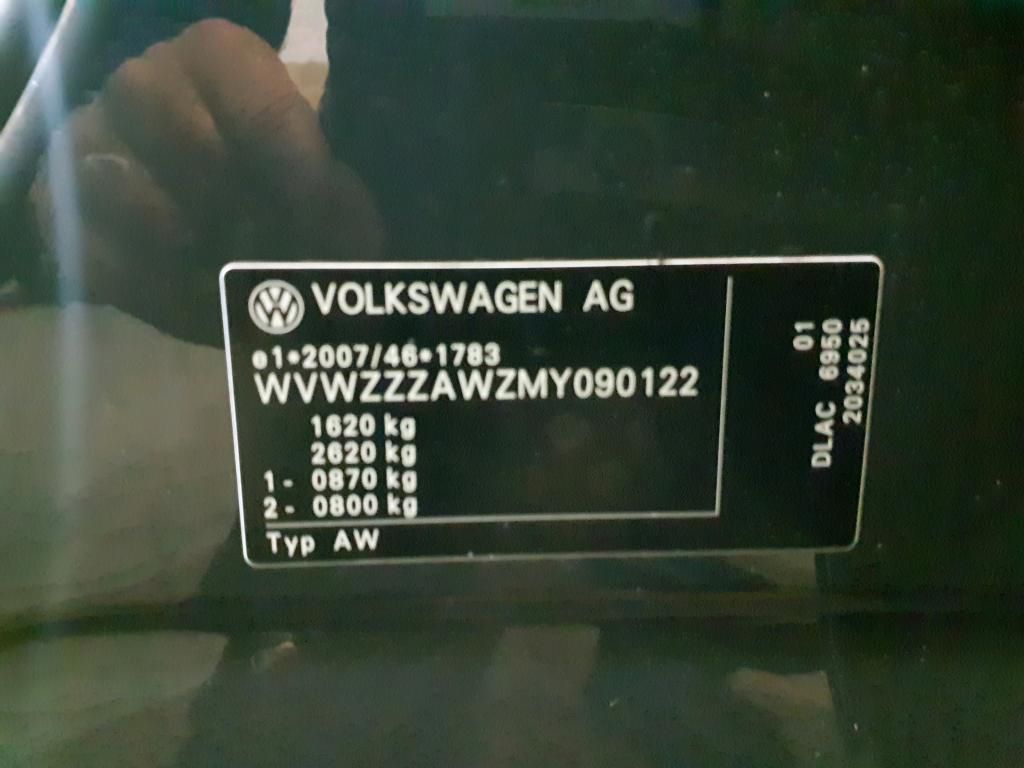 VOLKSWAGEN AG
e1*2007/46*1783
WVWZZZAWZMY090122
1620 kg
2620 kg
1- 0870 kg
2- 0800 kg
Typ AW
01
DLAC 6950
2034025